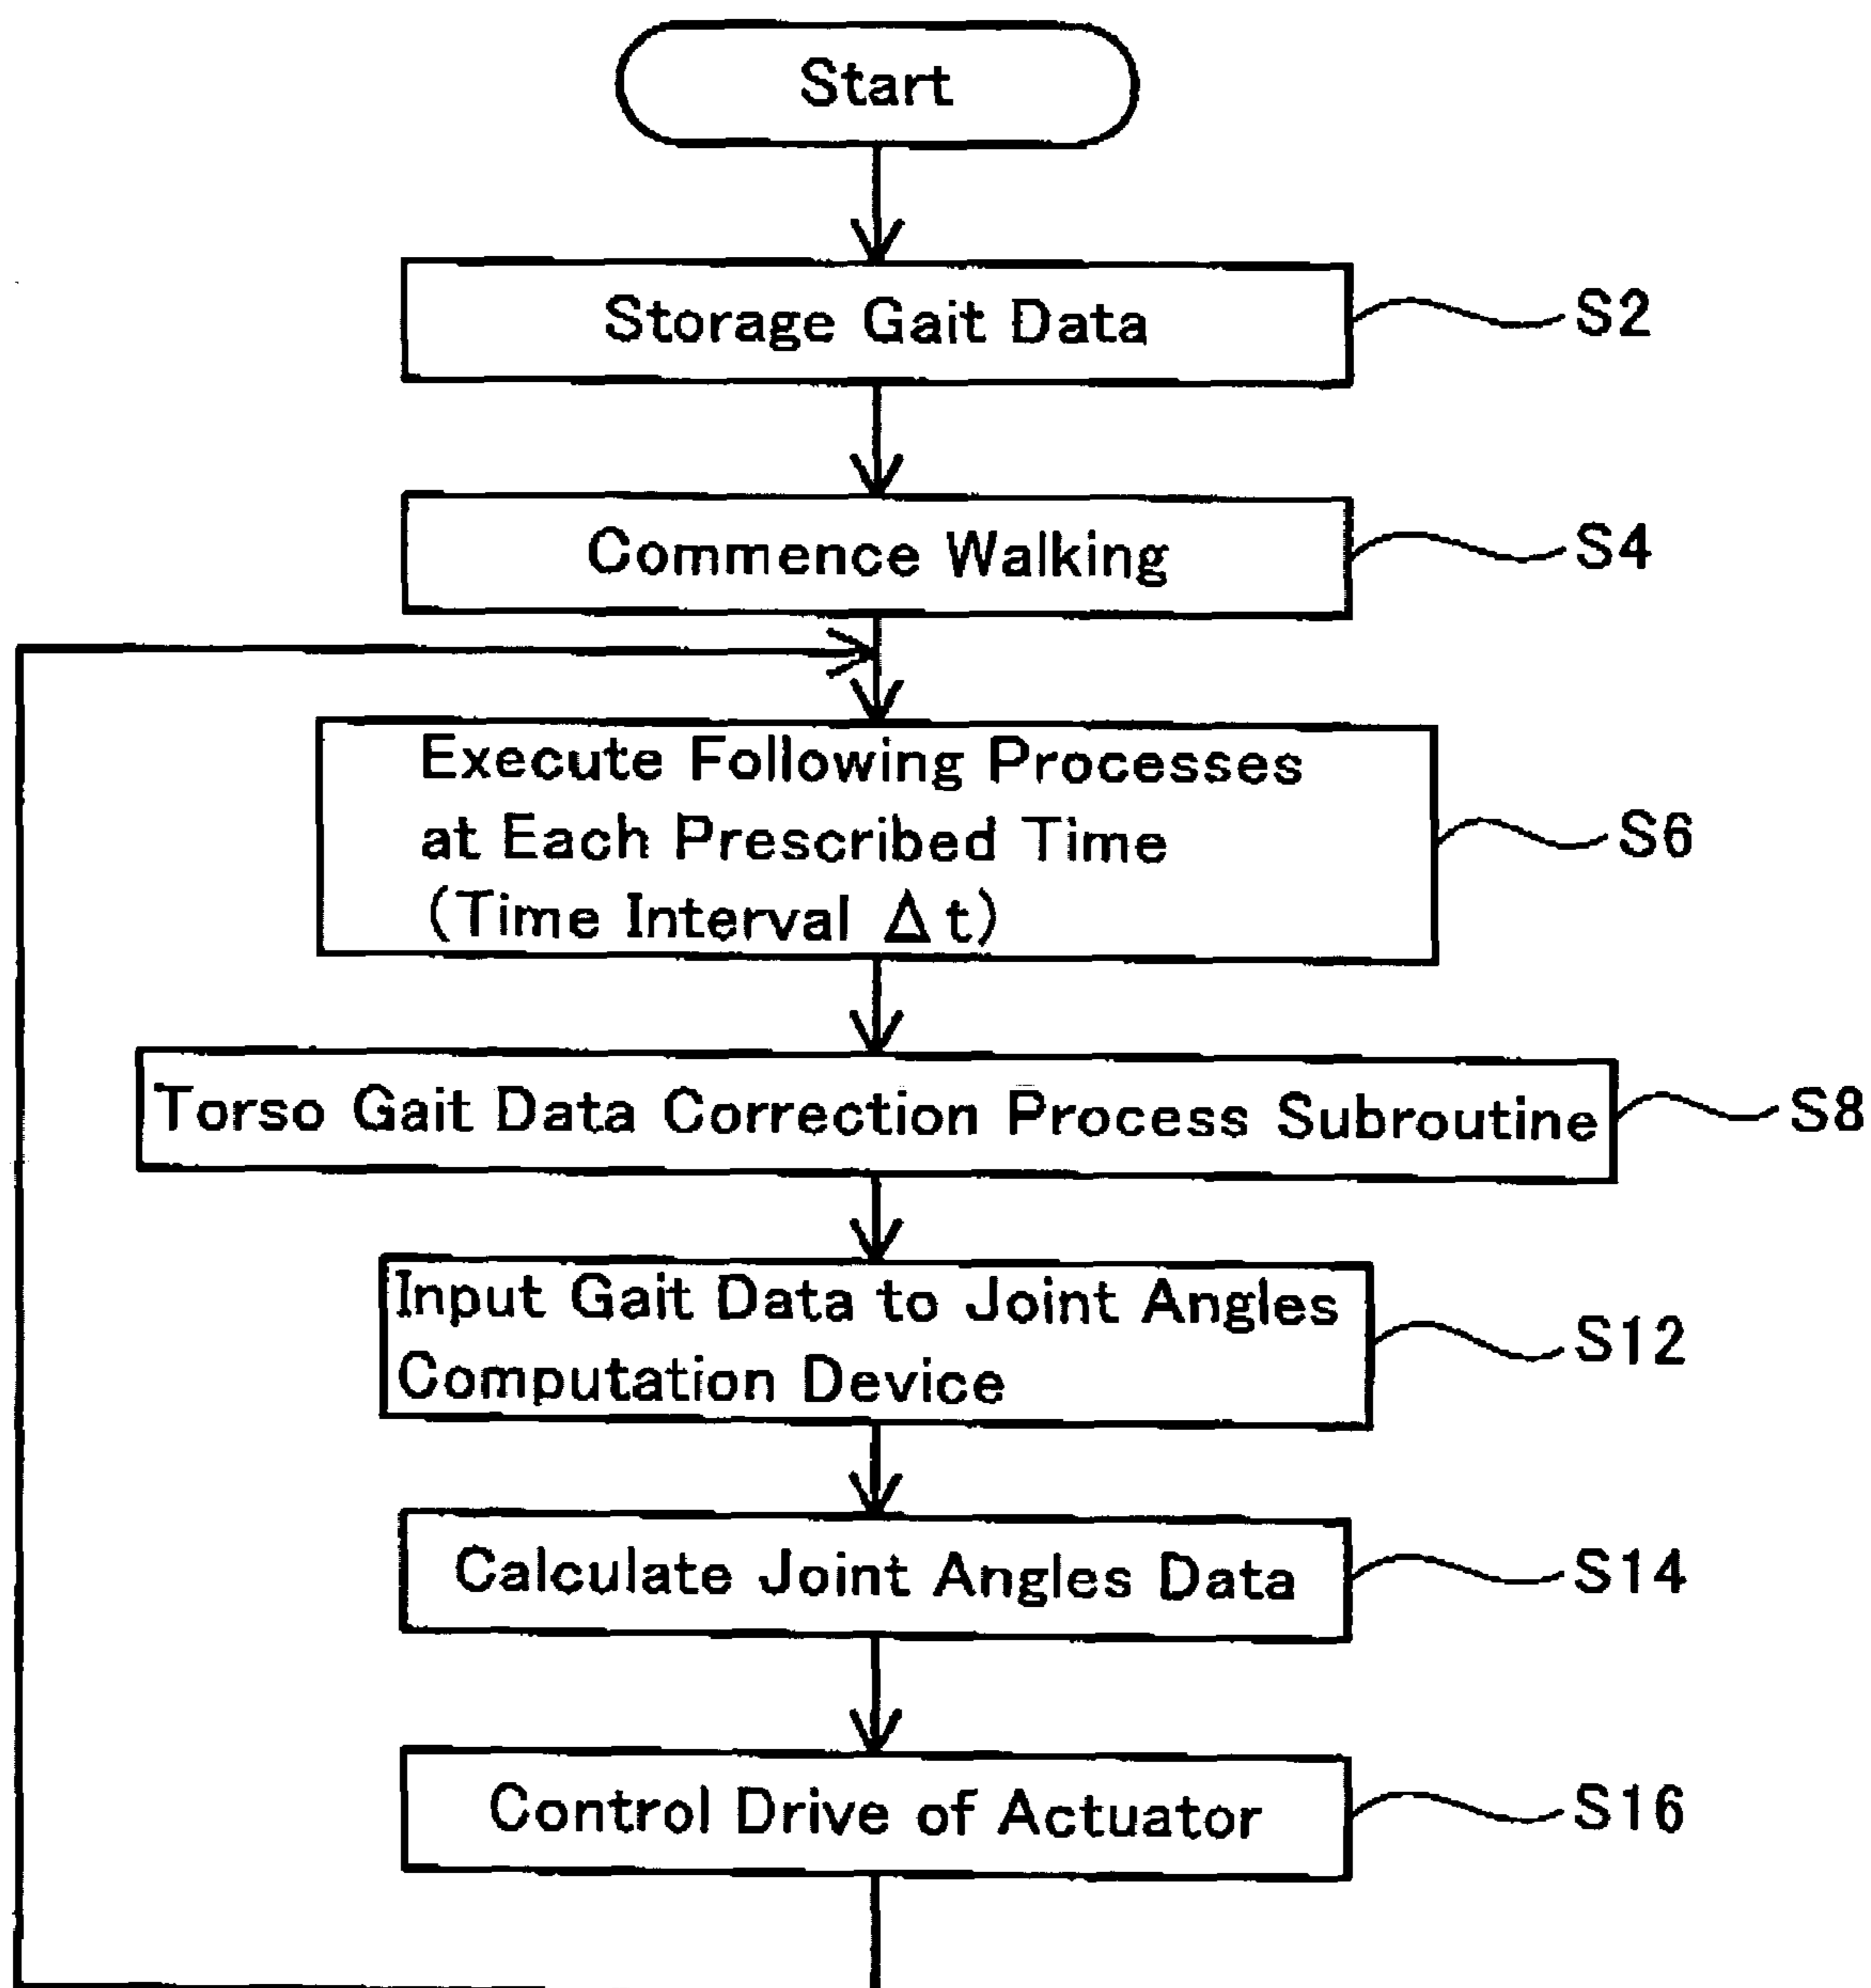 Start
Storage Gait Data
S2
Commence Walking
S4
Execute Following Processes
at Each Prescribed Time
(Time Interval Δt)
S6
Torso Gait Data Correction Process Subroutine
S8
Input Gait Data to Joint Angles
Computation Device
S12
Calculate Joint Angles Data
S14
Control Drive of Actuator
S16